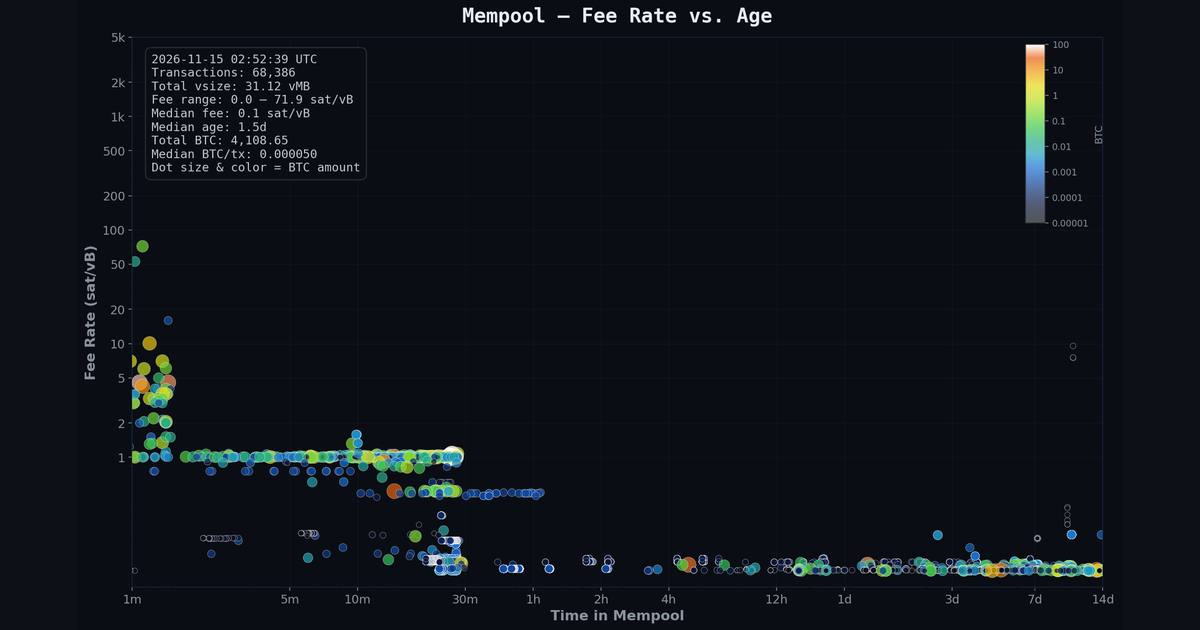 Mempool — Fee Rate vs. Age
2026-11-15 02:52:39 UTC
Transactions: 68,386
Total vsize: 31.12 vMB
Fee range: 0.0 — 71.9 sat/vB
Median fee: 0.1 sat/vB
Median age: 1.5d
Total BTC: 4,108.65
Median BTC/tx: 0.000050
Dot size & color = BTC amount
100
10
1
0.1
0.01
0.001
0.0001
0.00001
BTC
5k
2k
1k
500
200
100
50
20
10
5
2
1
Fee Rate (sat/vB)
1m 5m 10m 30m 1h 2h 4h 12h 1d 3d 7d 14d
Time in Mempool